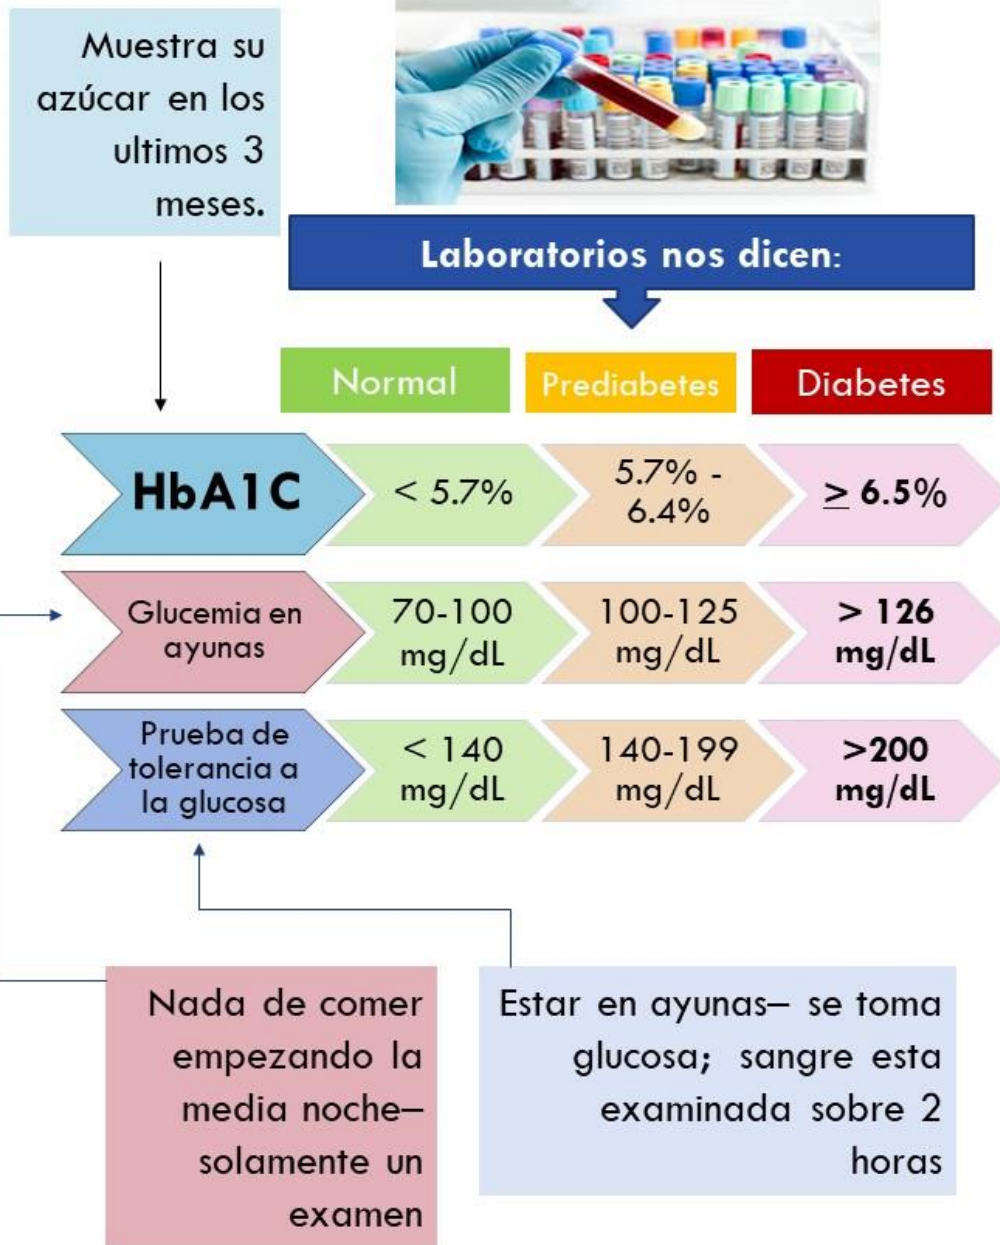 Muestra su
azúcar en los
ultimos 3
meses.
Laboratorios nos dicen:
Normal
Prediabetes
Diabetes
HbA1C
< 5.7%
5.7% -
6.4%
≥ 6.5%
Glucemia en
ayunas
70-100
mg/dL
100-125
mg/dL
> 126
mg/dL
Prueba de
tolerancia a
la glucosa
< 140
mg/dL
140-199
mg/dL
>200
mg/dL
Nada de comer
empezando la
media noche–
solamente un
examen
Estar en ayunas– se toma
glucosa; sangre esta
examinada sobre 2
horas